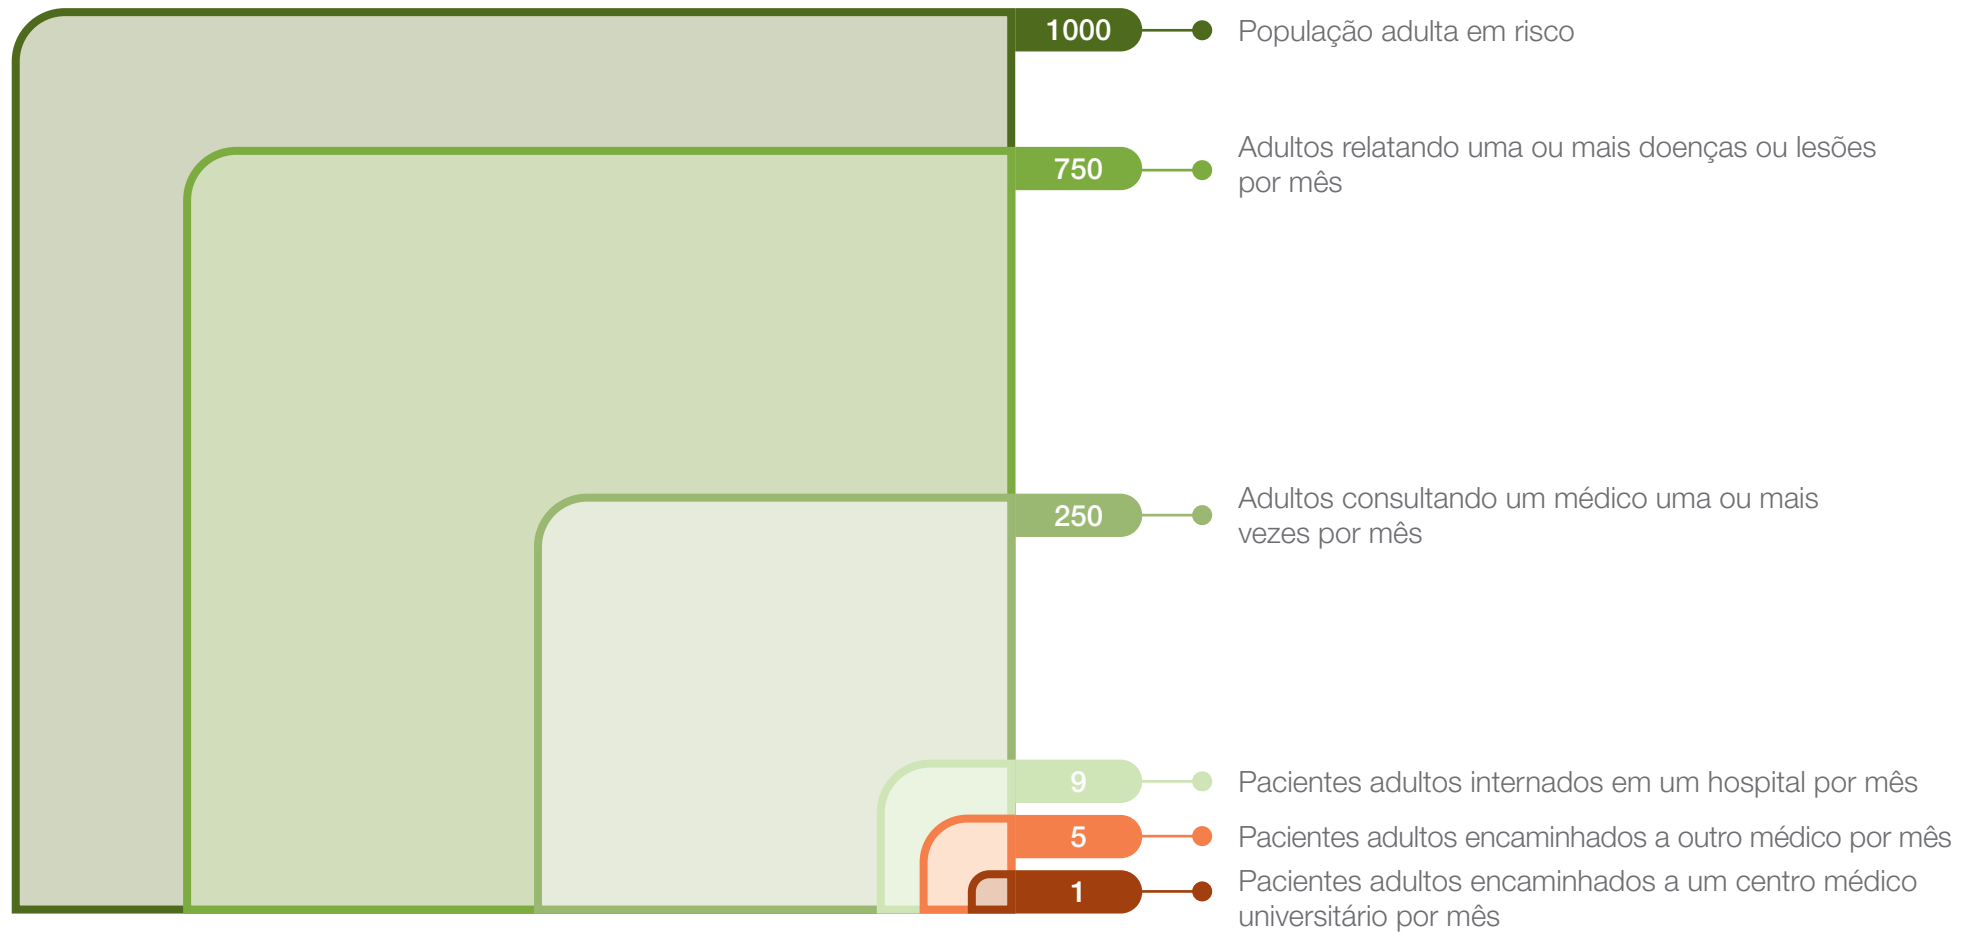 1000
População adulta em risco
750
Adultos relatando uma ou mais doenças ou lesões
por mês
250
Adultos consultando um médico uma ou mais
vezes por mês
9
Pacientes adultos internados em um hospital por mês
5
Pacientes adultos encaminhados a outro médico por mês
1
Pacientes adultos encaminhados a um centro médico
universitário por mês